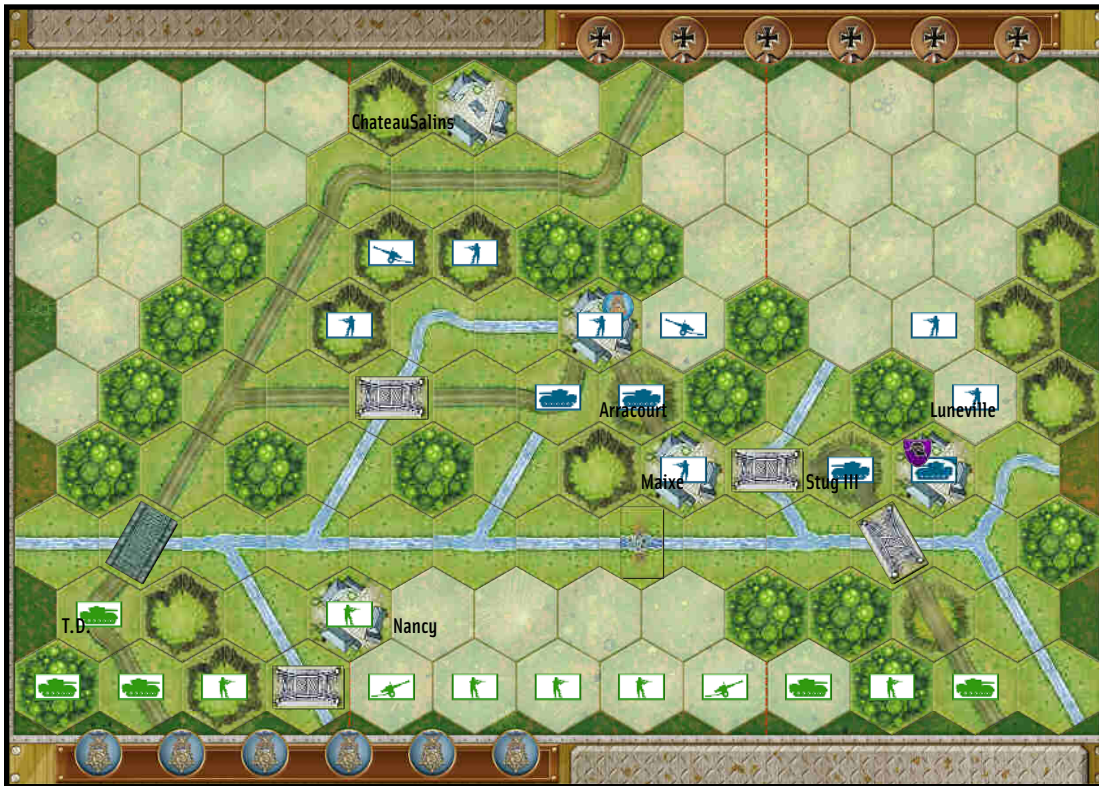 ChateauSalins
Arracourt
Luneville
Maixe
Stug III
T.D.
Nancy